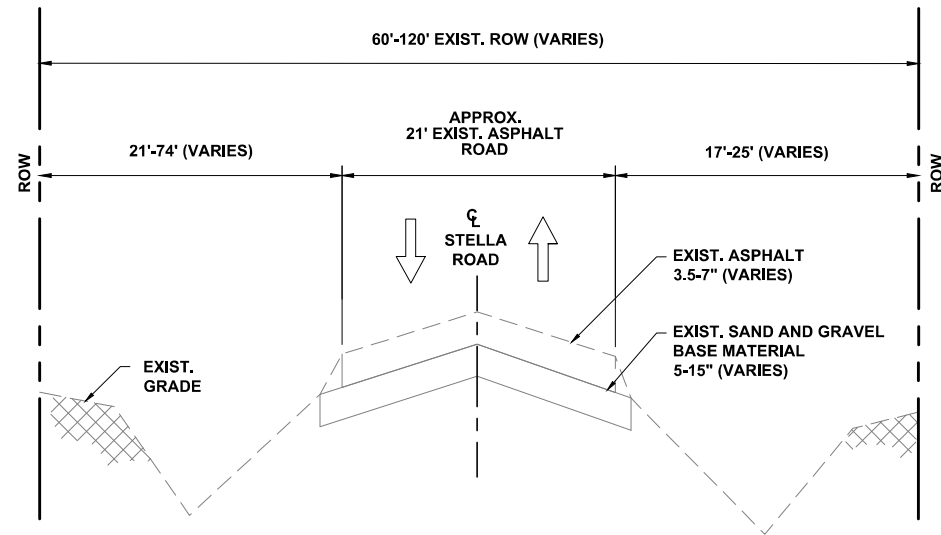 60'-120' EXIST. ROW (VARIES)
APPROX.
21' EXIST. ASPHALT
ROAD
21'-74' (VARIES)
17'-25' (VARIES)
ROW
ROW
℄
STELLA
ROAD
EXIST. ASPHALT
3.5-7" (VARIES)
EXIST. SAND AND GRAVEL
BASE MATERIAL
5-15" (VARIES)
EXIST.
GRADE